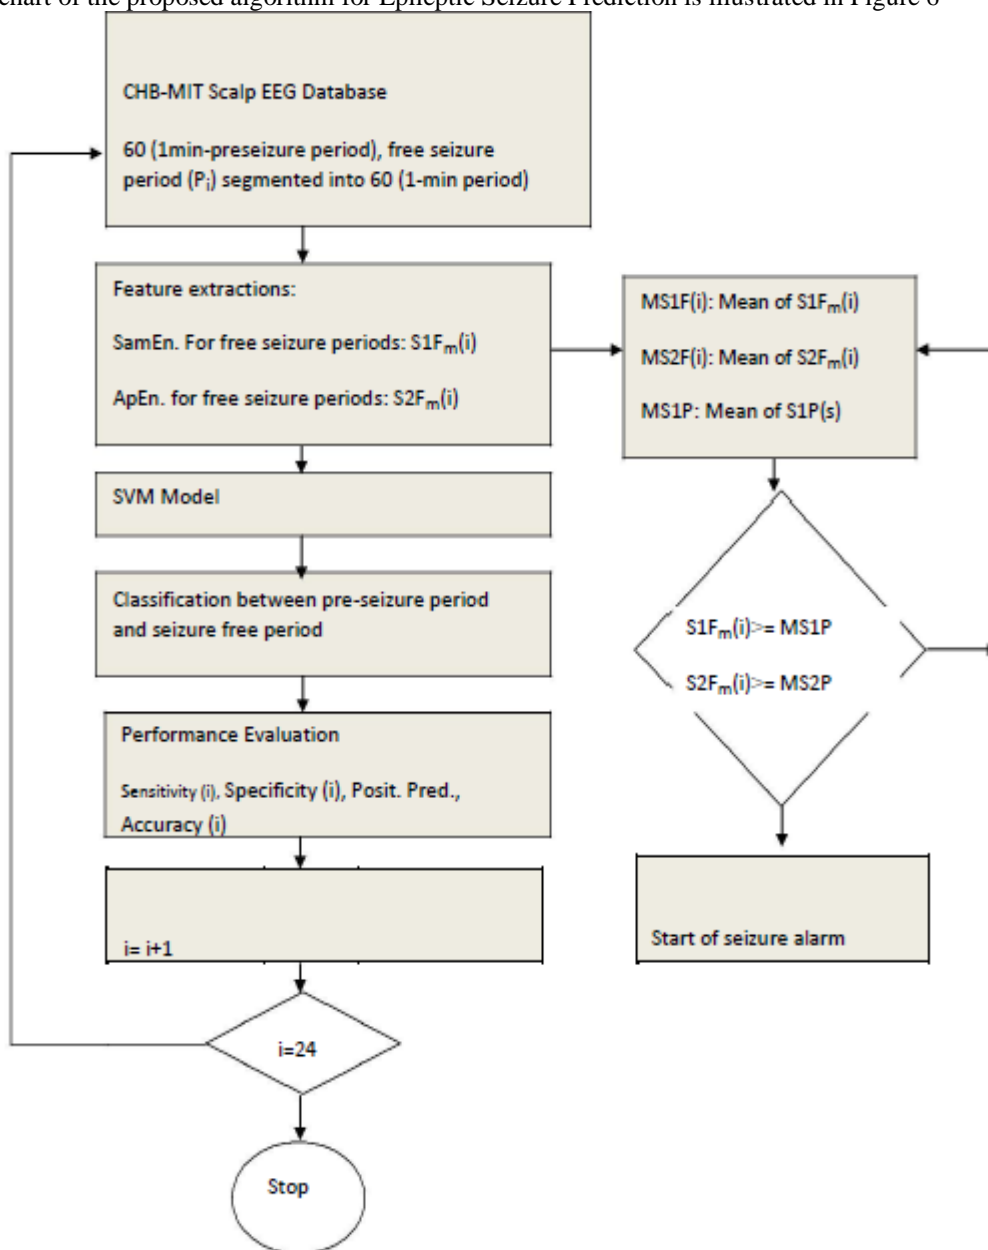 chart of the proposed algorithm for Epileptic Seizure Prediction is illustrated in Figure 6
CHB-MIT Scalp EEG Database
60 (1min-preseizure period), free seizure
period (Pi) segmented into 60 (1-min period)
Feature extractions:
SamEn. For free seizure periods: S1Fm(i)
ApEn. for free seizure periods: S2Fm(i)
MS1F(i): Mean of S1Fm(i)
MS2F(i): Mean of S2Fm(i)
MS1P: Mean of S1P(s)
SVM Model
Classification between pre-seizure period
and seizure free period
S1Fm(i)>= MS1P
S2Fm(i)>= MS2P
Performance Evaluation
Sensitivity (i), Specificity (i), Posit. Pred.,
Accuracy (i)
i= i+1
Start of seizure alarm
i=24
Stop